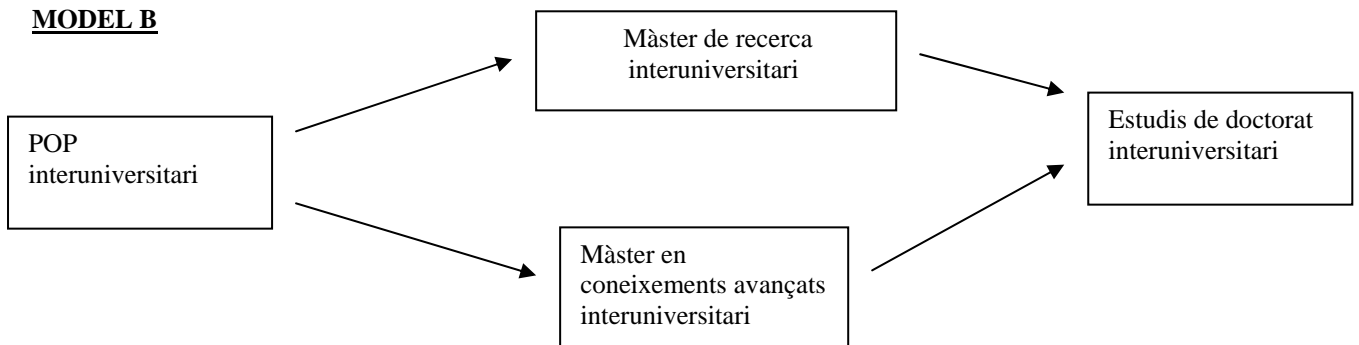 MODEL B
Màster de recerca
interuniversitari
POP
interuniversitari
Estudis de doctorat
interuniversitari
Màster en
coneixements avançats
interuniversitari